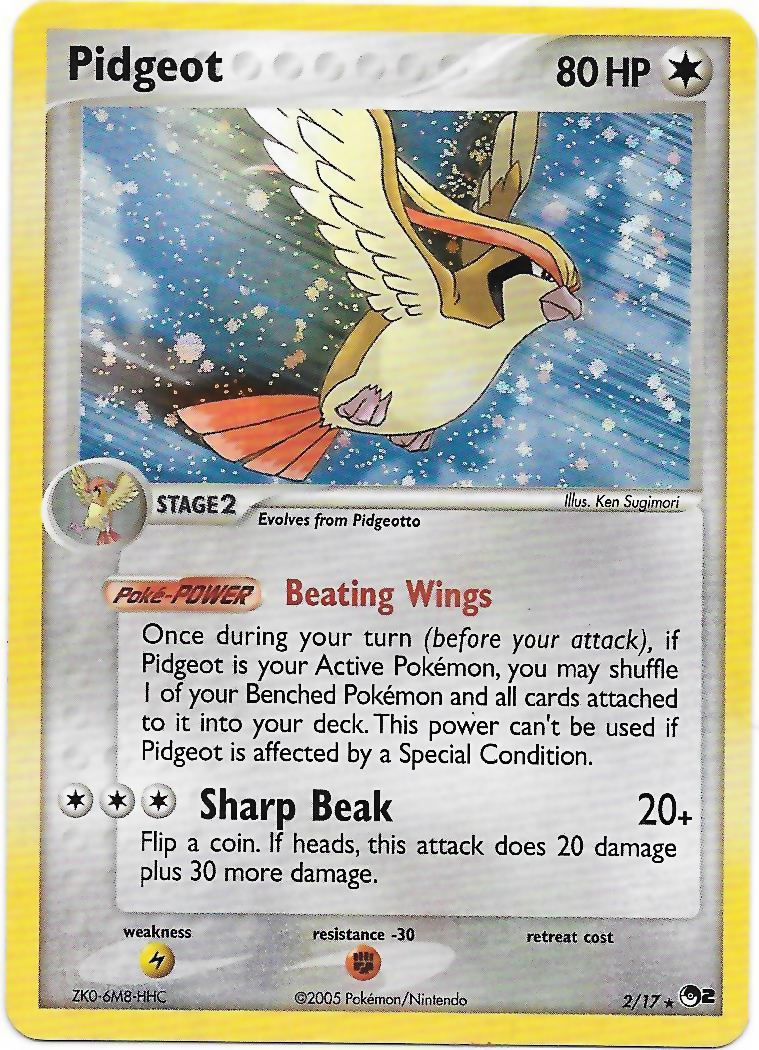 Pidgeot 80 HP
Illus. Ken Sugimori
STAGE2
Evolves from Pidgeotto
Poké-POWER Beating Wings
Once during your turn (before your attack), if
Pidgeot is your Active Pokémon, you may shuffle
1 of your Benched Pokémon and all cards attached
to it into your deck. This power can't be used if
Pidgeot is affected by a Special Condition.
Sharp Beak 20+
Flip a coin. If heads, this attack does 20 damage
plus 30 more damage.
weakness resistance -30 retreat cost
ZK0-6M8-HHC ©2005 Pokémon/Nintendo 2/17 ★ 2